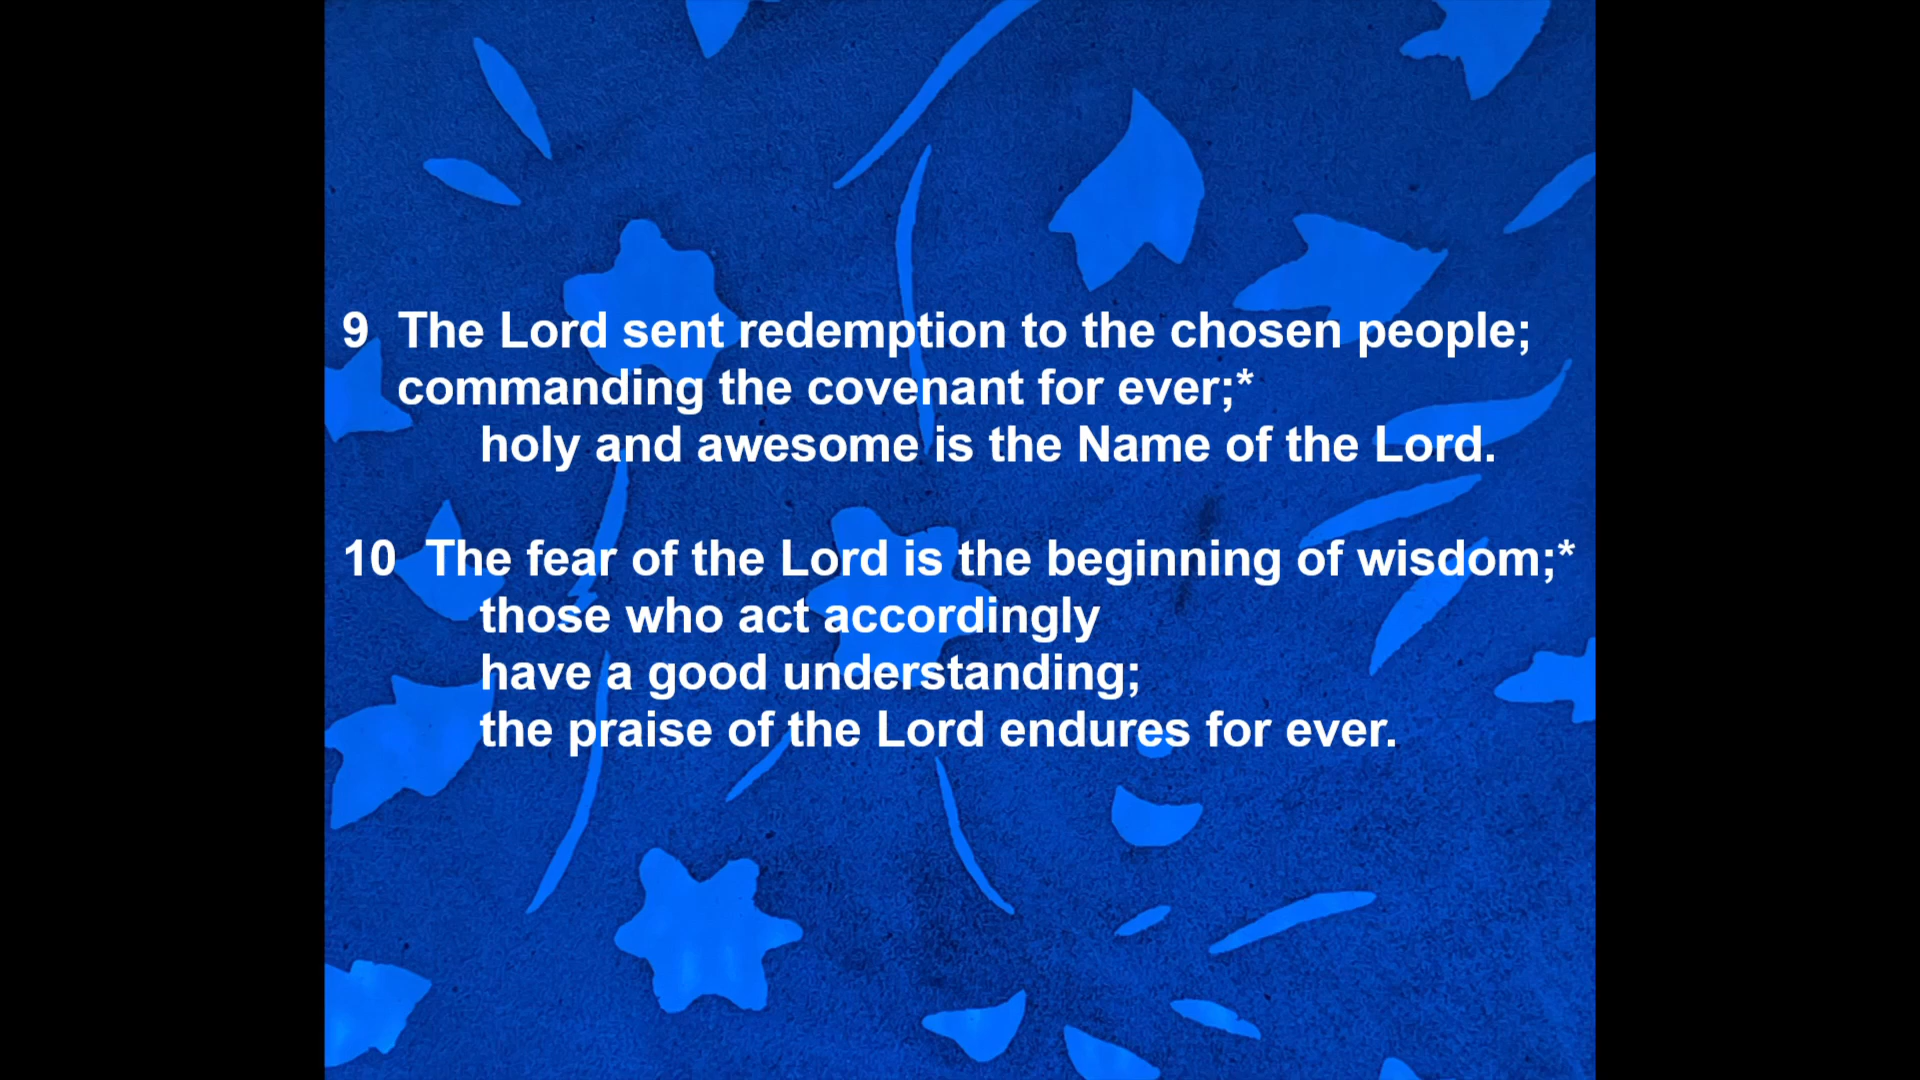 9 The Lord sent redemption to the chosen people;
commanding the covenant for ever;*
holy and awesome is the Name of the Lord.
10 The fear of the Lord is the beginning of wisdom;*
those who act accordingly
have a good understanding;
the praise of the Lord endures for ever.